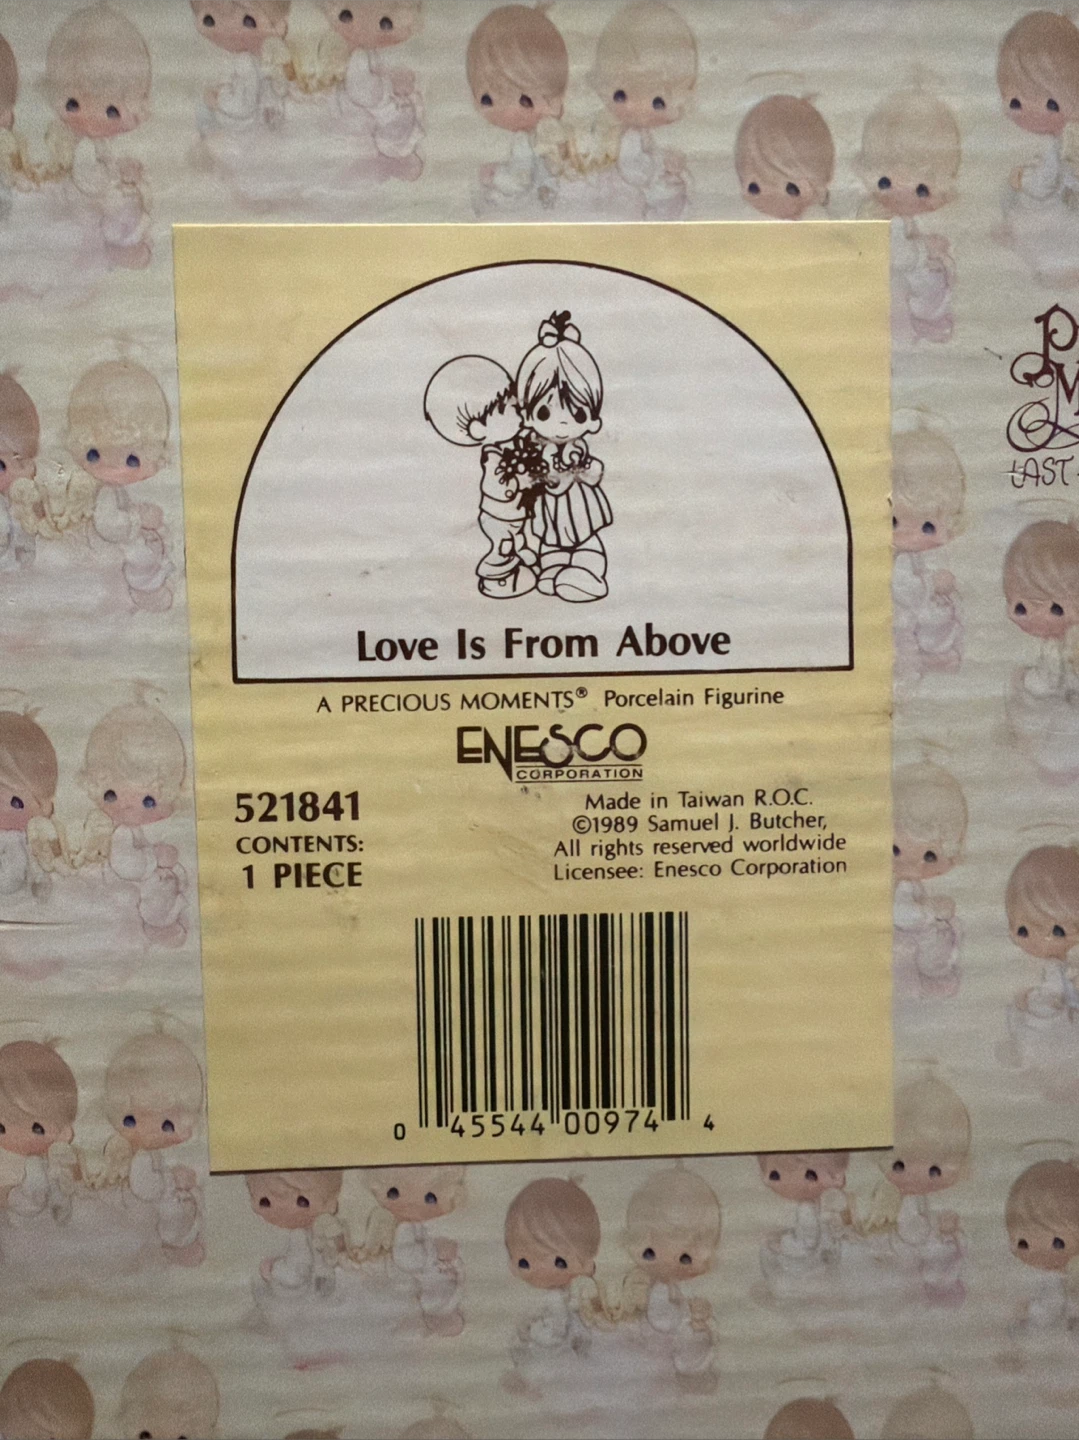 Love Is From Above
A PRECIOUS MOMENTS® Porcelain Figurine
ENESCO
CORPORATION
521841
CONTENTS:
1 PIECE
Made in Taiwan R.O.C.
©1989 Samuel J. Butcher,
All rights reserved worldwide
Licensee: Enesco Corporation
0 45544 00974 4
P
M
LAST